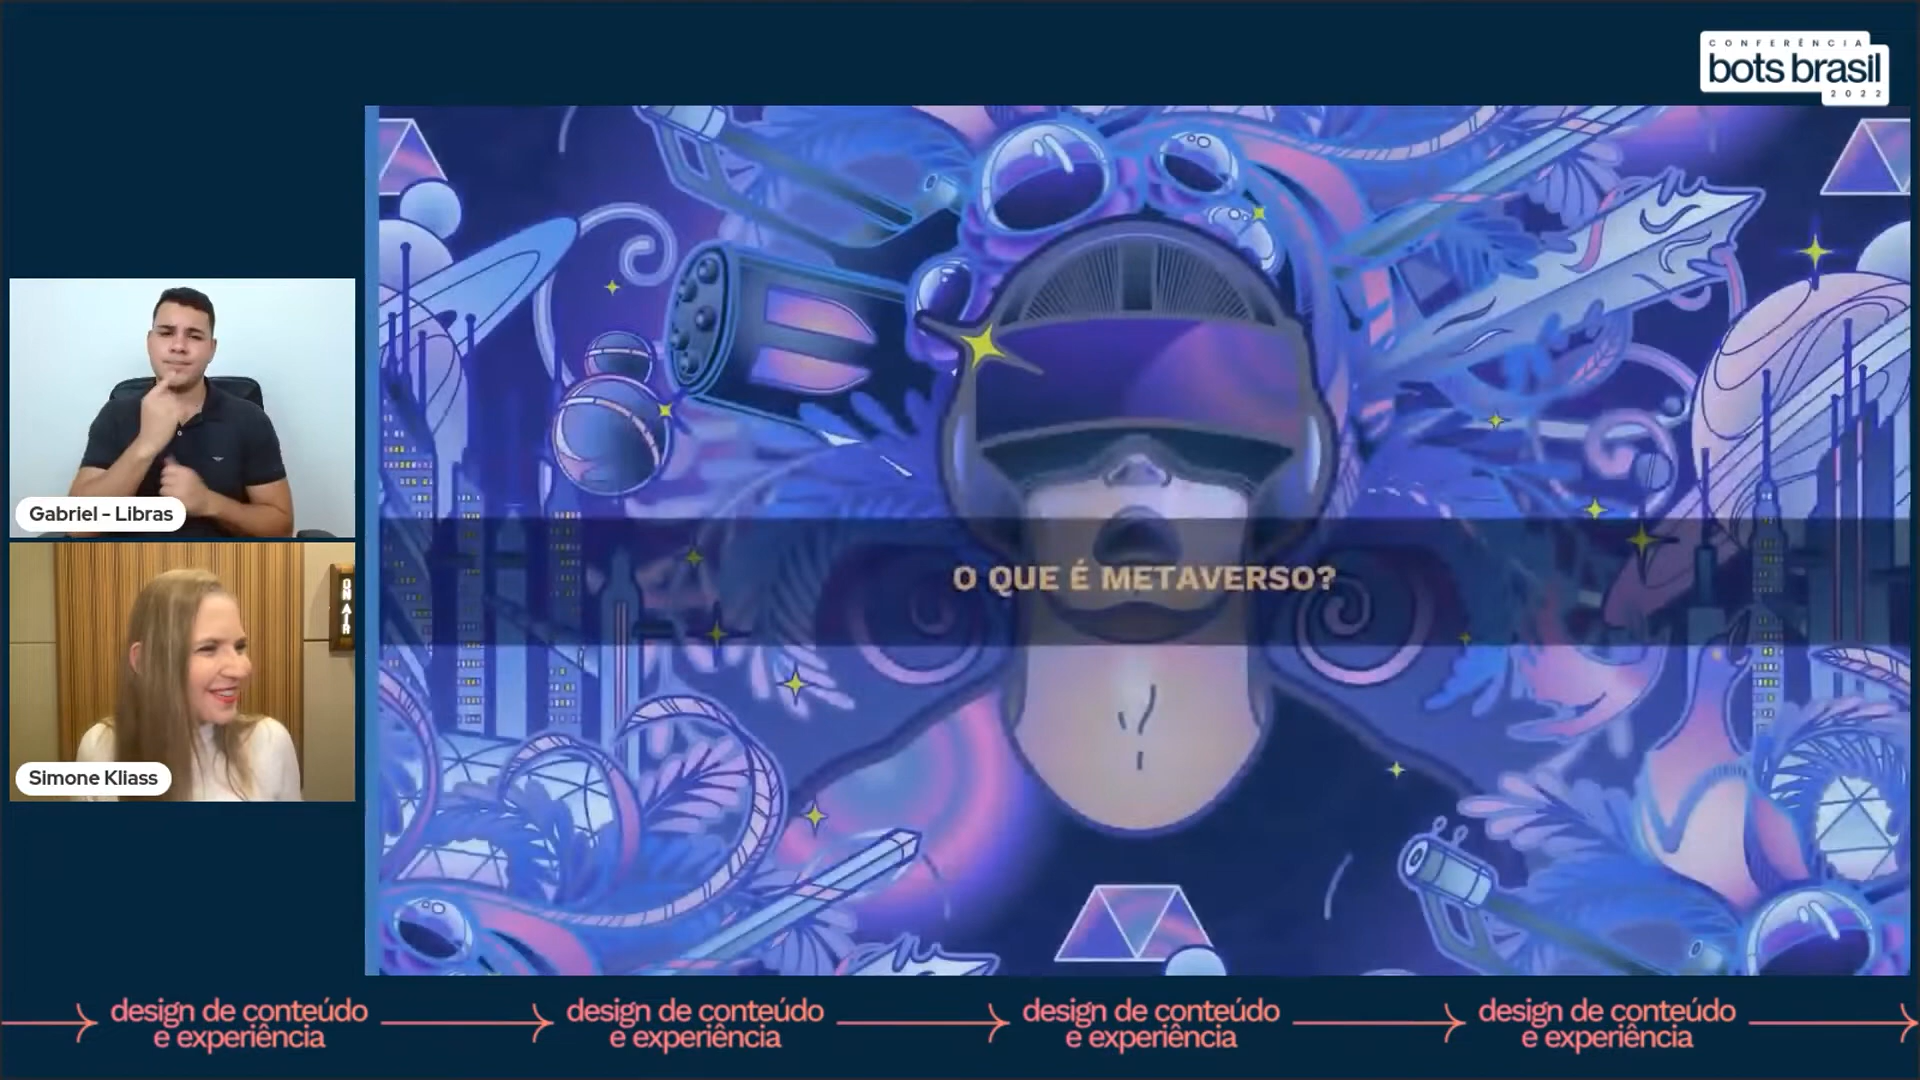 CONFERÊNCIA
bots brasil
2022
Gabriel - Libras
ON AIR
Simone Kliass
O QUE É METAVERSO?
design de conteúdo
e experiência
design de conteúdo
e experiência
design de conteúdo
e experiência
design de conteúdo
e experiência